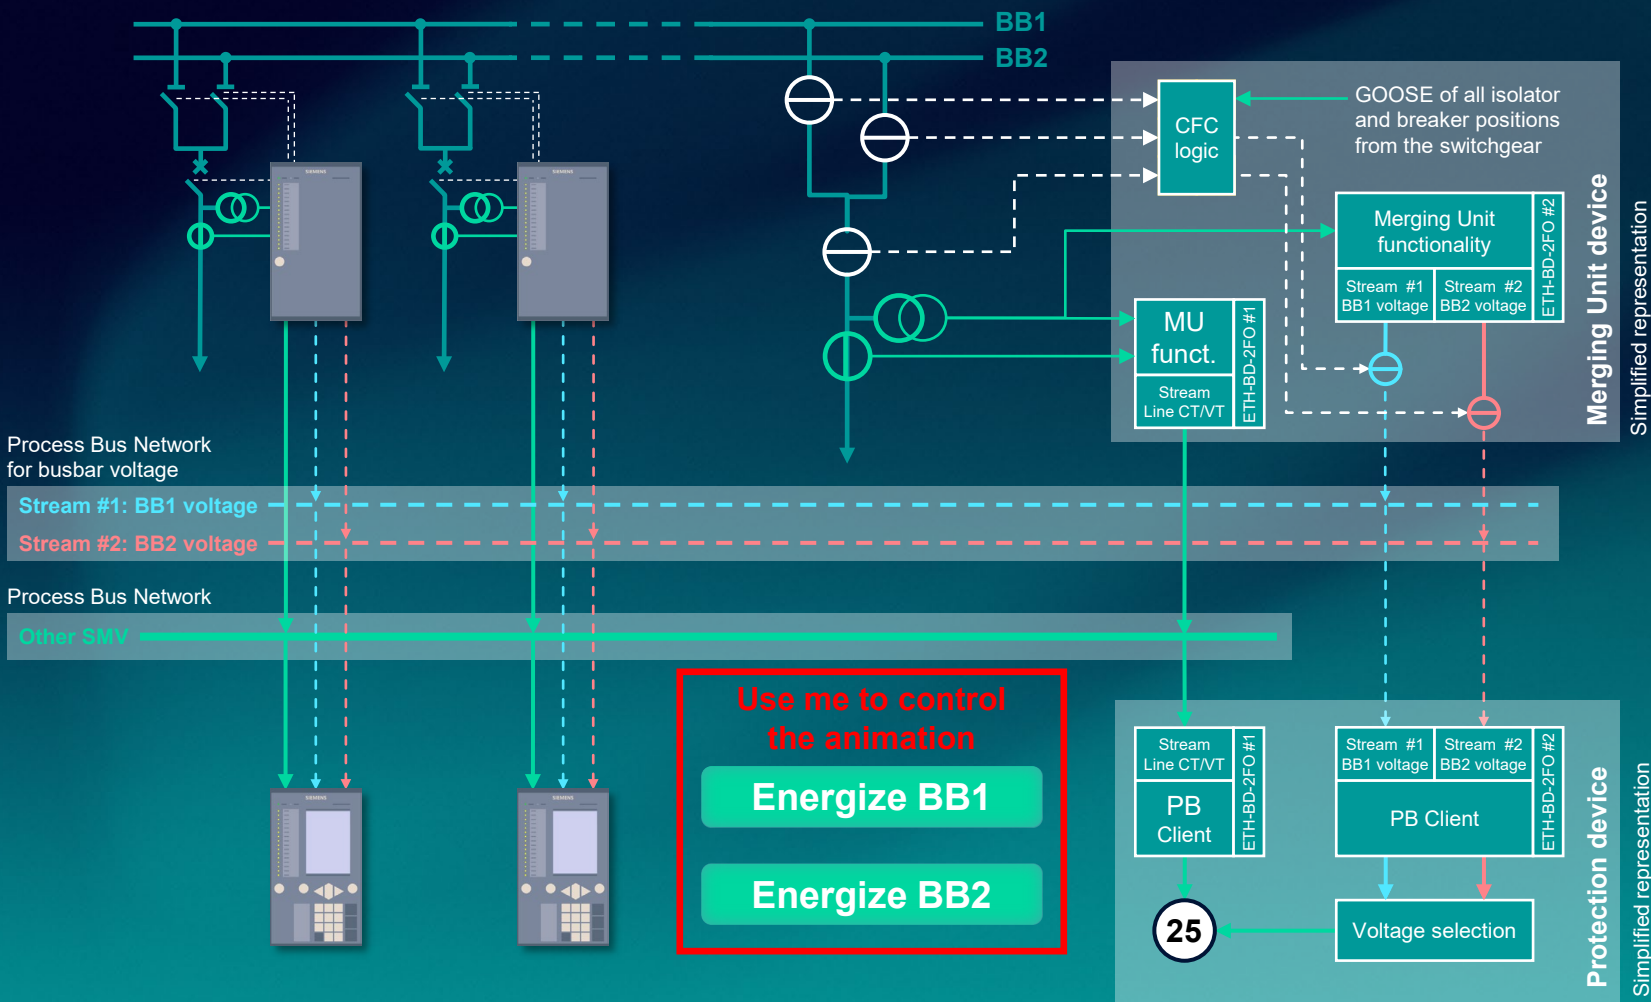 BB1
BB2
GOOSE of all isolator
and breaker positions
from the switchgear
CFC
logic
Merging Unit
functionality
Stream #1
BB1 voltage
Stream #2
BB2 voltage
ETH-BD-2FO #2
Merging Unit device
Simplified representation
MU
funct.
Stream
Line CT/VT
ETH-BD-2FO #1
SIEMENS
SIEMENS
Process Bus Network
for busbar voltage
Stream #1: BB1 voltage
Stream #2: BB2 voltage
Process Bus Network
Other SMV
Use me to control
the animation
Energize BB1
Energize BB2
SIEMENS
SIEMENS
Stream
Line CT/VT
PB
Client
ETH-BD-2FO #1
Stream #1
BB1 voltage
Stream #2
BB2 voltage
PB Client
ETH-BD-2FO #2
25
Voltage selection
Protection device
Simplified representation